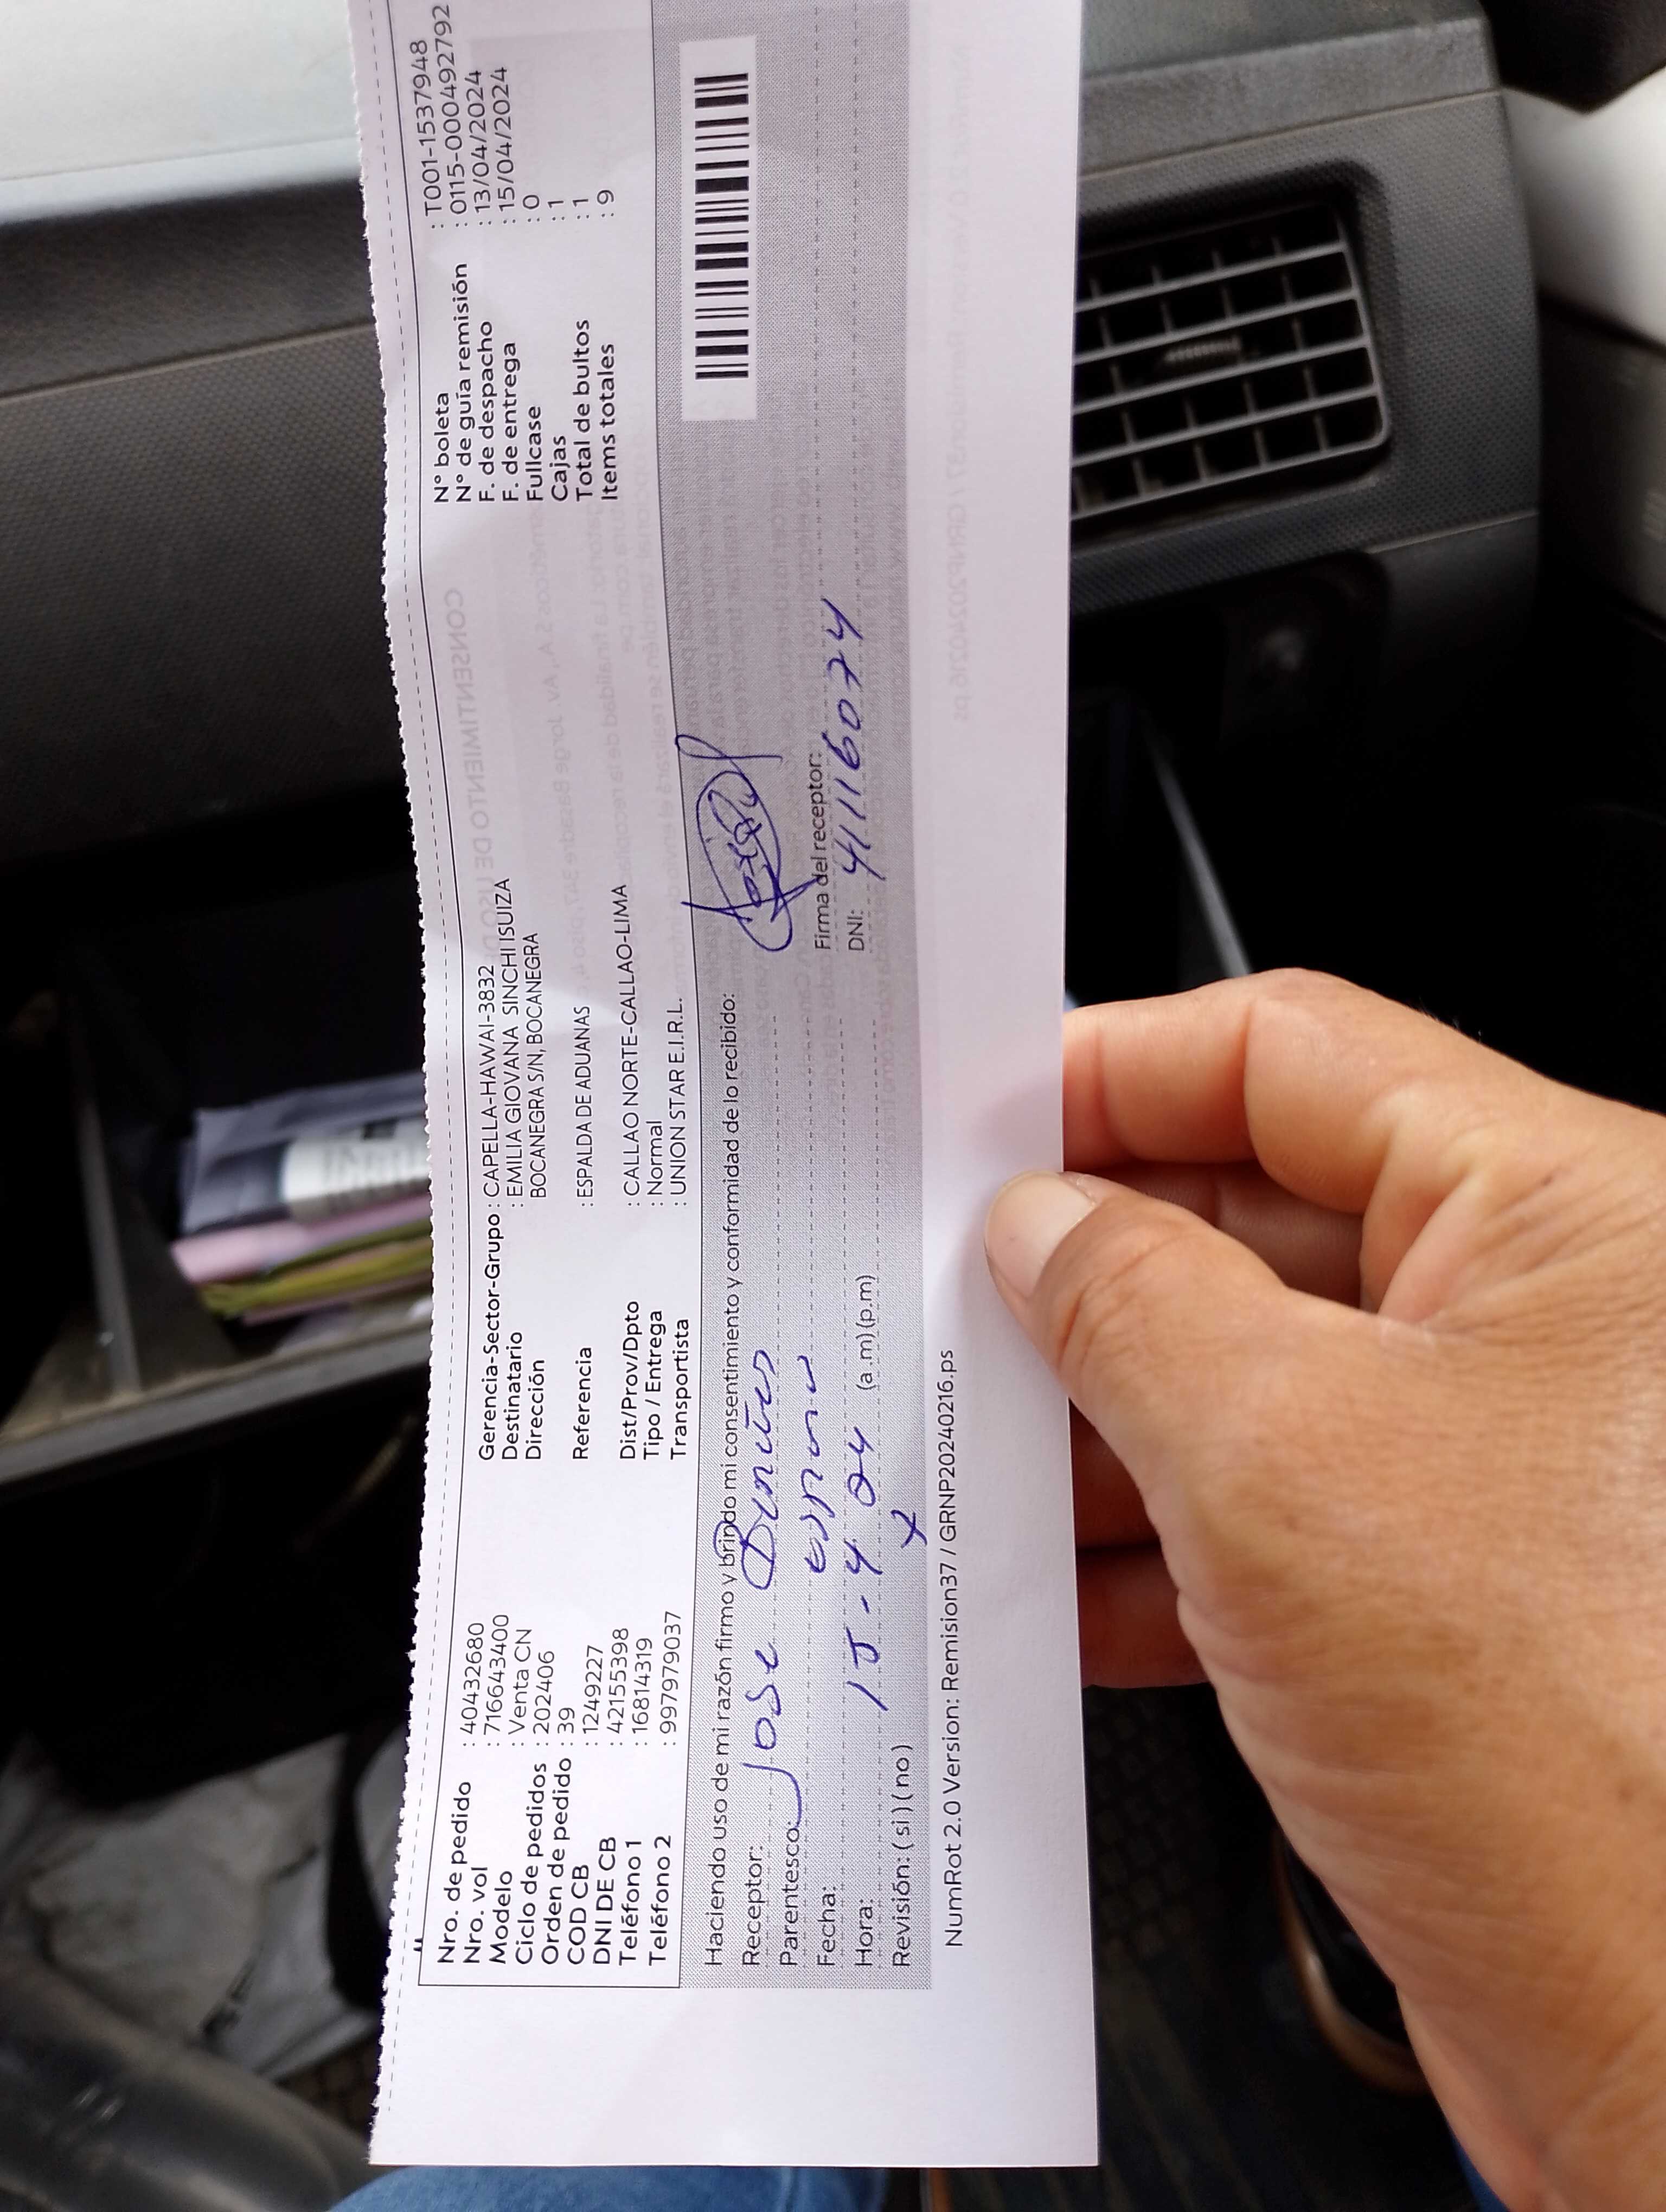 Nro. de pedido : 40432680
Nro. vol : 716643400
Modelo : Venta CN
Ciclo de pedidos : 202406
Orden de pedido : 39
COD CB : 1249227
DNI DE CB : 42155398
Teléfono 1 : 16814319
Teléfono 2 : 997979037
Gerencia-Sector-Grupo : CAPELLA-HAWAI-3832
Destinatario : EMILIA GIOVANA SINCHI ISUIZA
Dirección BOCANEGRA S/N, BOCANEGRA
Referencia : ESPALDA DE ADUANAS
Dist/Prov/Dpto : CALLAO NORTE-CALLAO-LIMA
Tipo / Entrega : Normal
Transportista : UNION STAR E.I.R.L.
N° boleta : T001-1537948
N° de guía remisión : 0115-0000492792
F. de despacho : 13/04/2024
F. de entrega : 15/04/2024
Fullcase : 0
Cajas : 1
Total de bultos : 1
Items totales : 9
Haciendo uso de mi razón firmo y brindo mi consentimiento y conformidad de lo recibido:
Receptor: Jose
Parentesco:
Fecha: 15-4 24
Hora: (a.m)(p.m)
Revisión: ( si ) ( no ) x
Firma del receptor:
DNI: 41116074
NumRot 2.0 Version: Remision37 / GRNP20240216.ps